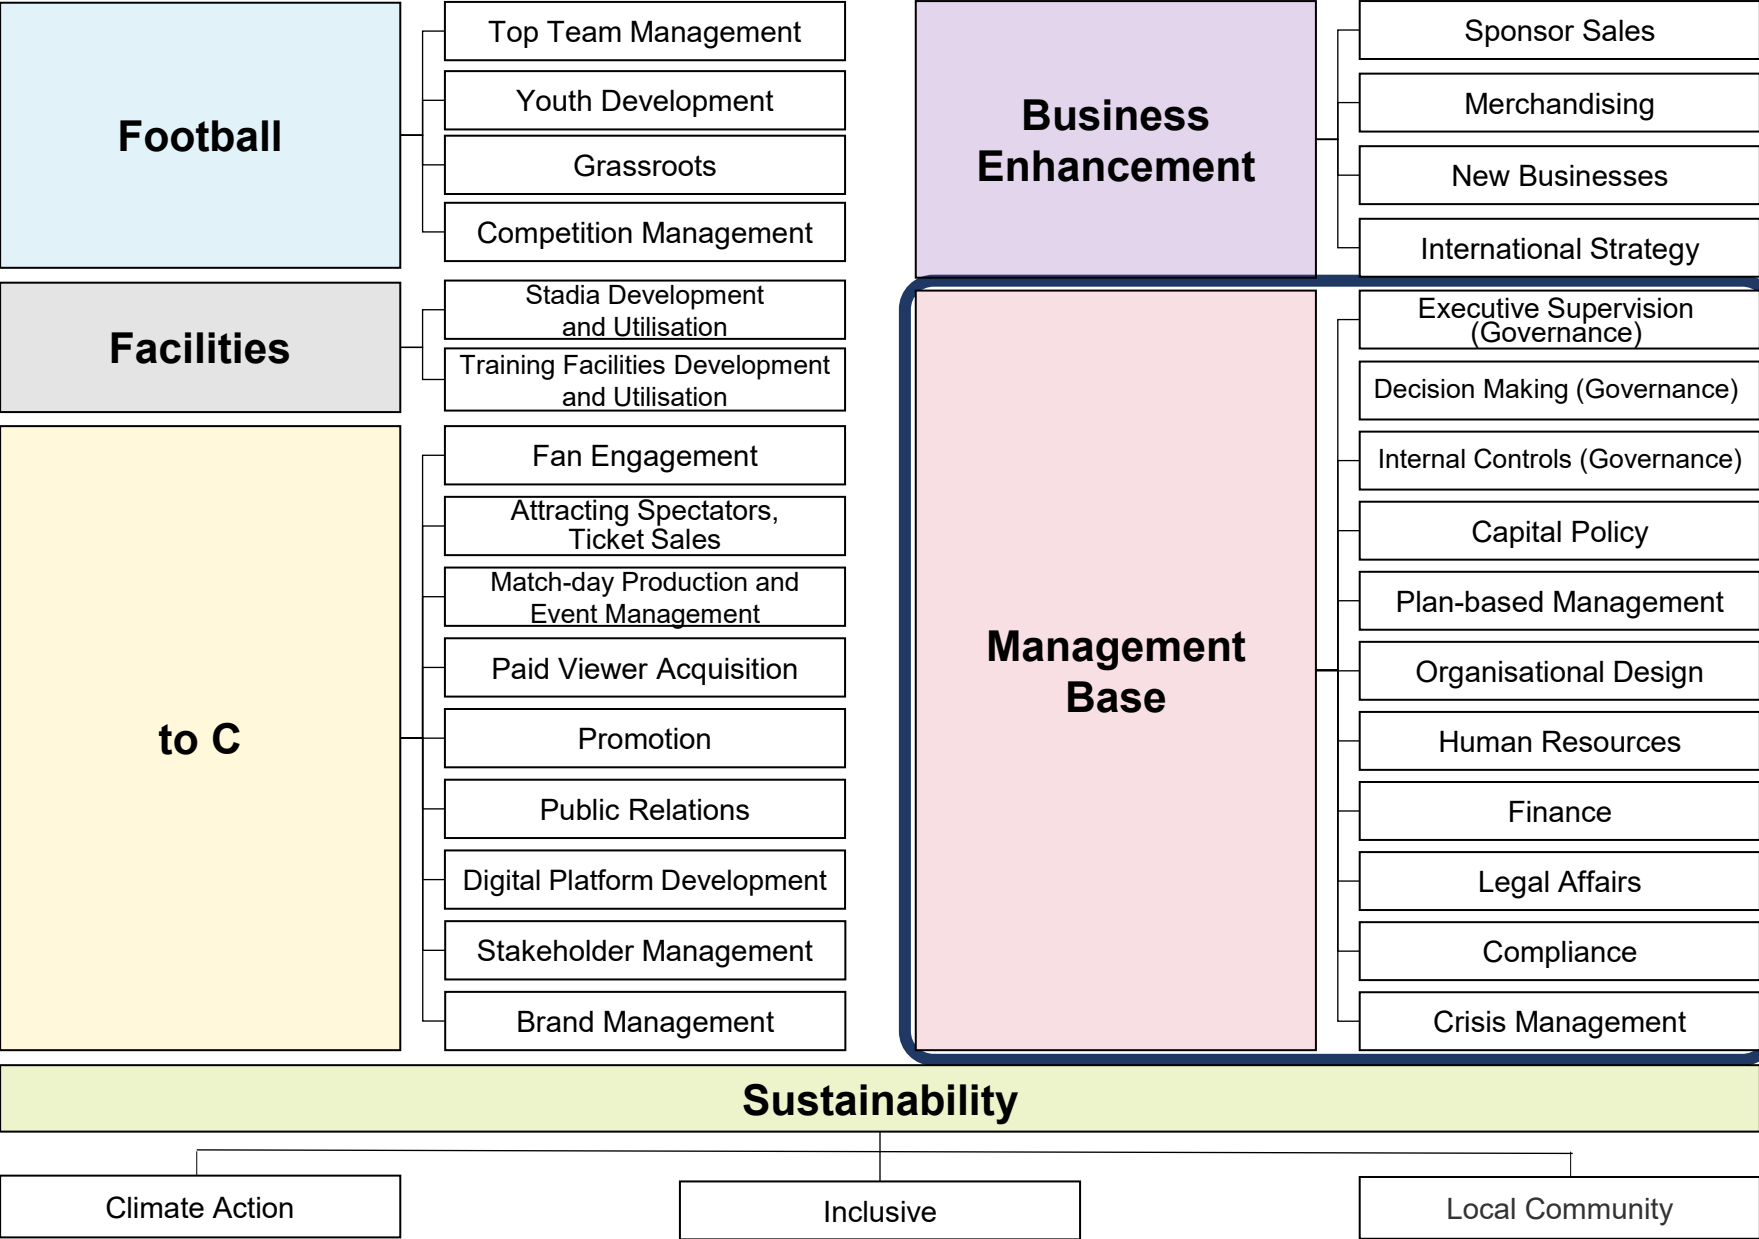 Football
Top Team Management
Youth Development
Grassroots
Competition Management
Facilities
Stadia Development
and Utilisation
Training Facilities Development
and Utilisation
to C
Fan Engagement
Attracting Spectators,
Ticket Sales
Match-day Production and
Event Management
Paid Viewer Acquisition
Promotion
Public Relations
Digital Platform Development
Stakeholder Management
Brand Management
Business
Enhancement
Sponsor Sales
Merchandising
New Businesses
International Strategy
Management
Base
Executive Supervision
(Governance)
Decision Making (Governance)
Internal Controls (Governance)
Capital Policy
Plan-based Management
Organisational Design
Human Resources
Finance
Legal Affairs
Compliance
Crisis Management
Sustainability
Climate Action
Inclusive
Local Community